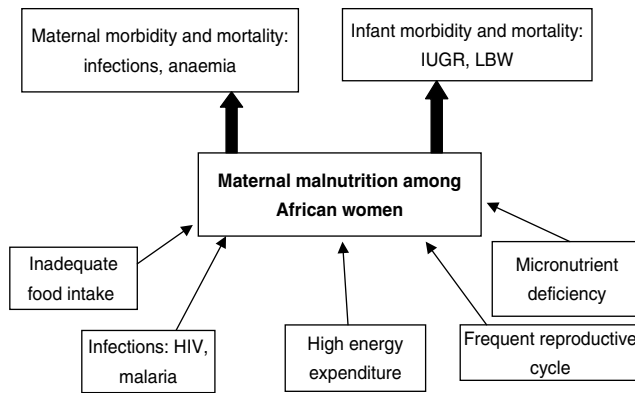 Maternal morbidity and mortality:
infections, anaemia
Infant morbidity and mortality:
IUGR, LBW
Maternal malnutrition among
African women
Inadequate
food intake
Infections: HIV,
malaria
High energy
expenditure
Frequent reproductive
cycle
Micronutrient
deficiency